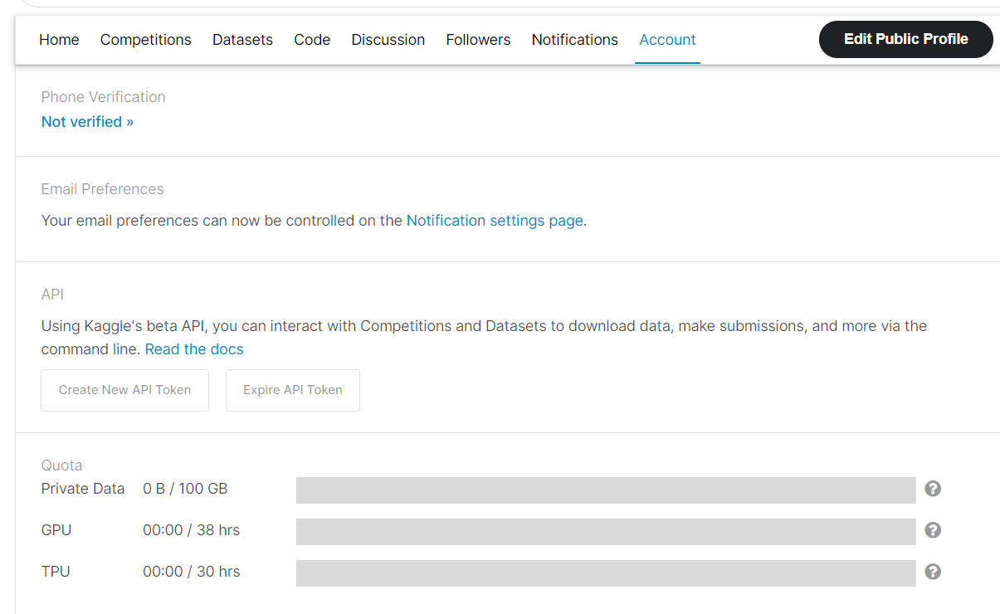 Home Competitions Datasets Code Discussion Followers Notifications Account Edit Public Profile
Phone Verification
Not verified »
Email Preferences
Your email preferences can now be controlled on the Notification settings page.
API
Using Kaggle's beta API, you can interact with Competitions and Datasets to download data, make submissions, and more via the
command line. Read the docs
Create New API Token Expire API Token
Quota
Private Data 0 B / 100 GB ?
GPU 00:00 / 38 hrs ?
TPU 00:00 / 30 hrs ?